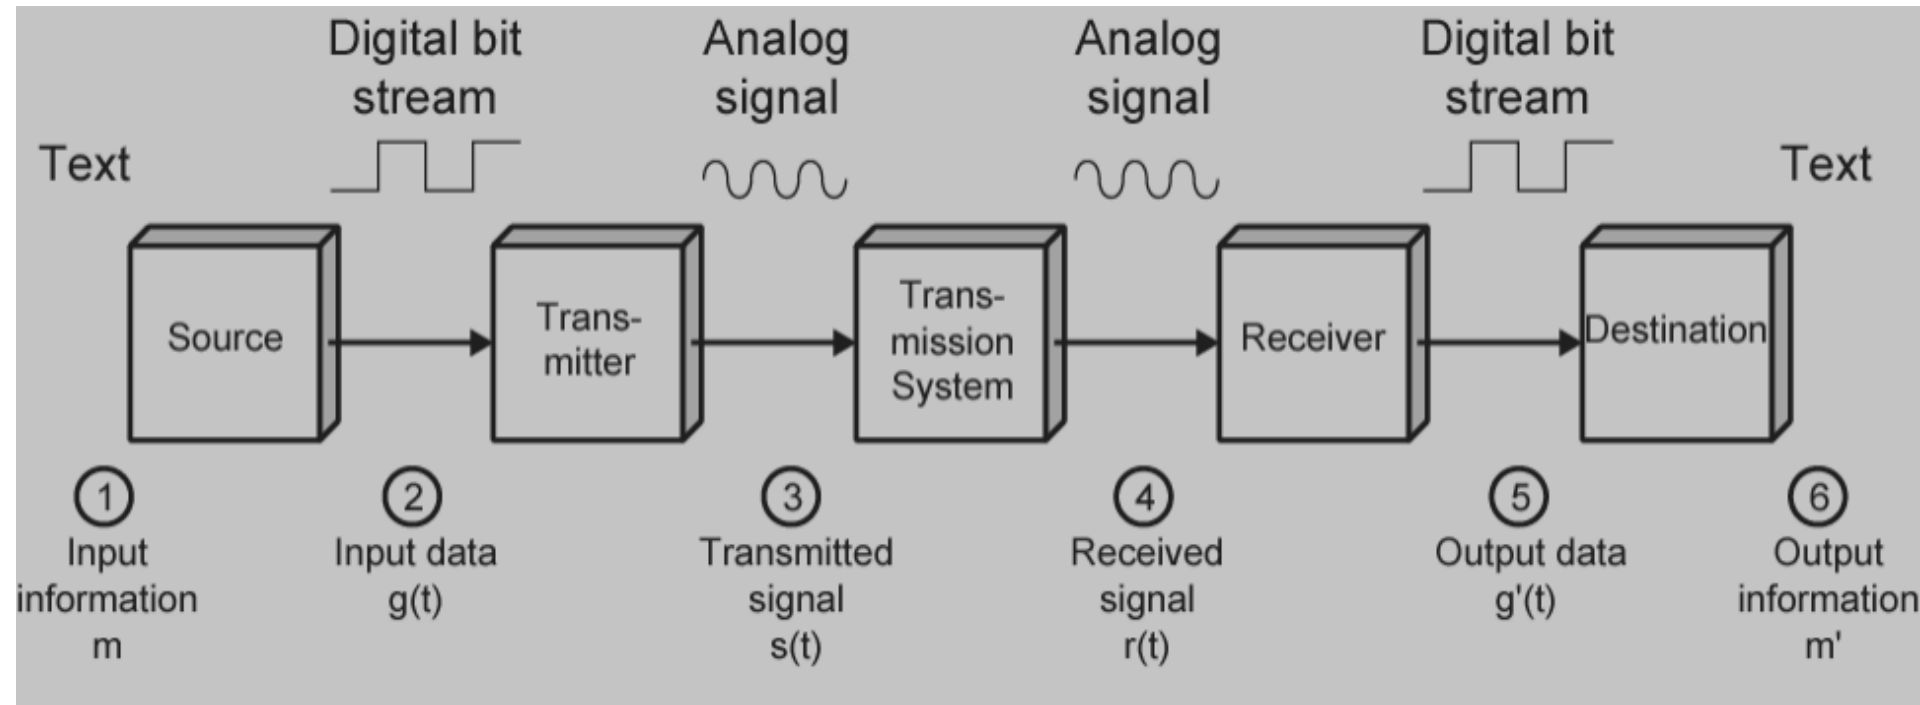 Digital bit
stream
Analog
signal
Analog
signal
Digital bit
stream
Text
Text
Source
Trans-
mitter
Trans-
mission
System
Receiver
Destination
1
Input
information
m
2
Input data
g(t)
3
Transmitted
signal
s(t)
4
Received
signal
r(t)
5
Output data
g'(t)
6
Output
information
m'